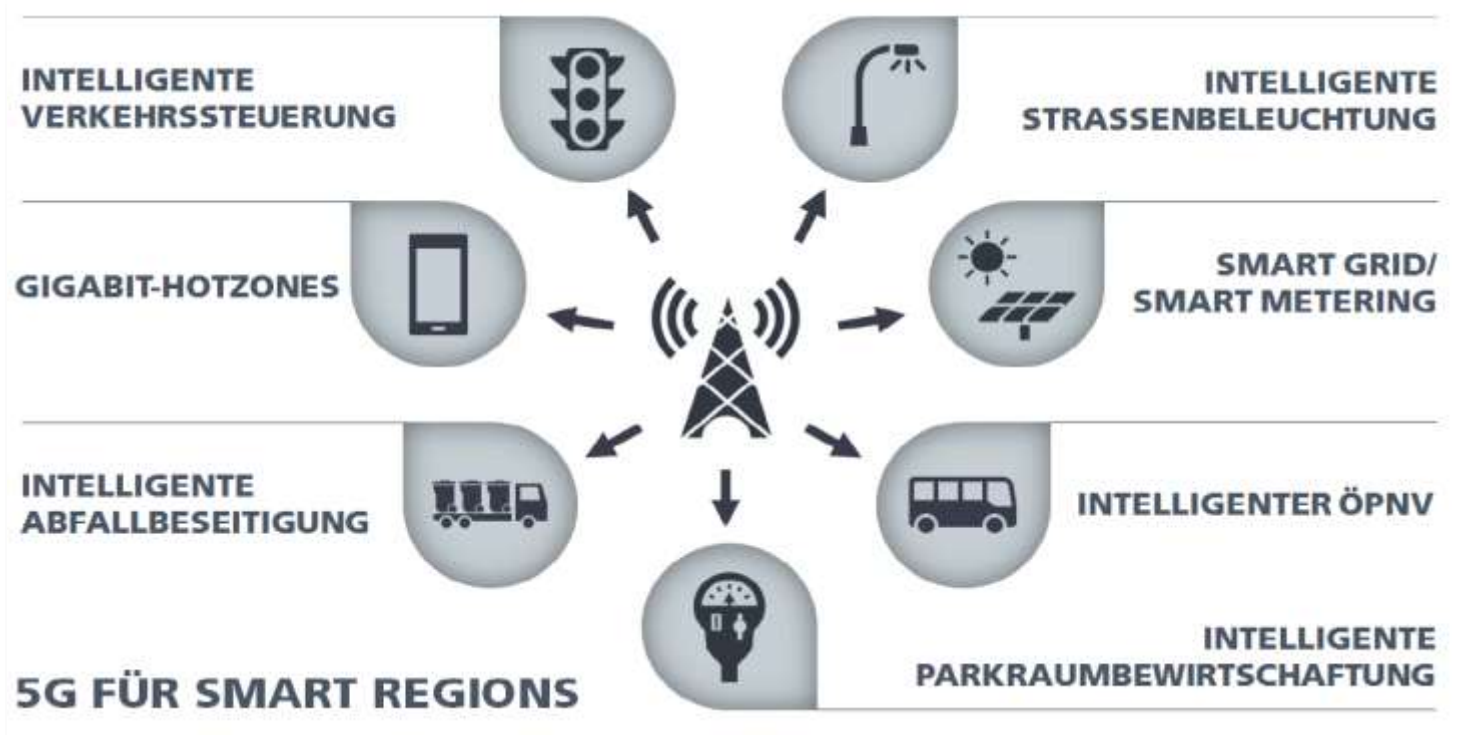 INTELLIGENTE
VERKEHRSSTEUERUNG
INTELLIGENTE
STRASSENBELEUCHTUNG
GIGABIT-HOTZONES
SMART GRID/
SMART METERING
INTELLIGENTE
ABFALLBESEITIGUNG
INTELLIGENTER ÖPNV
INTELLIGENTE
PARKRAUMBEWIRTSCHAFTUNG
5G FÜR SMART REGIONS